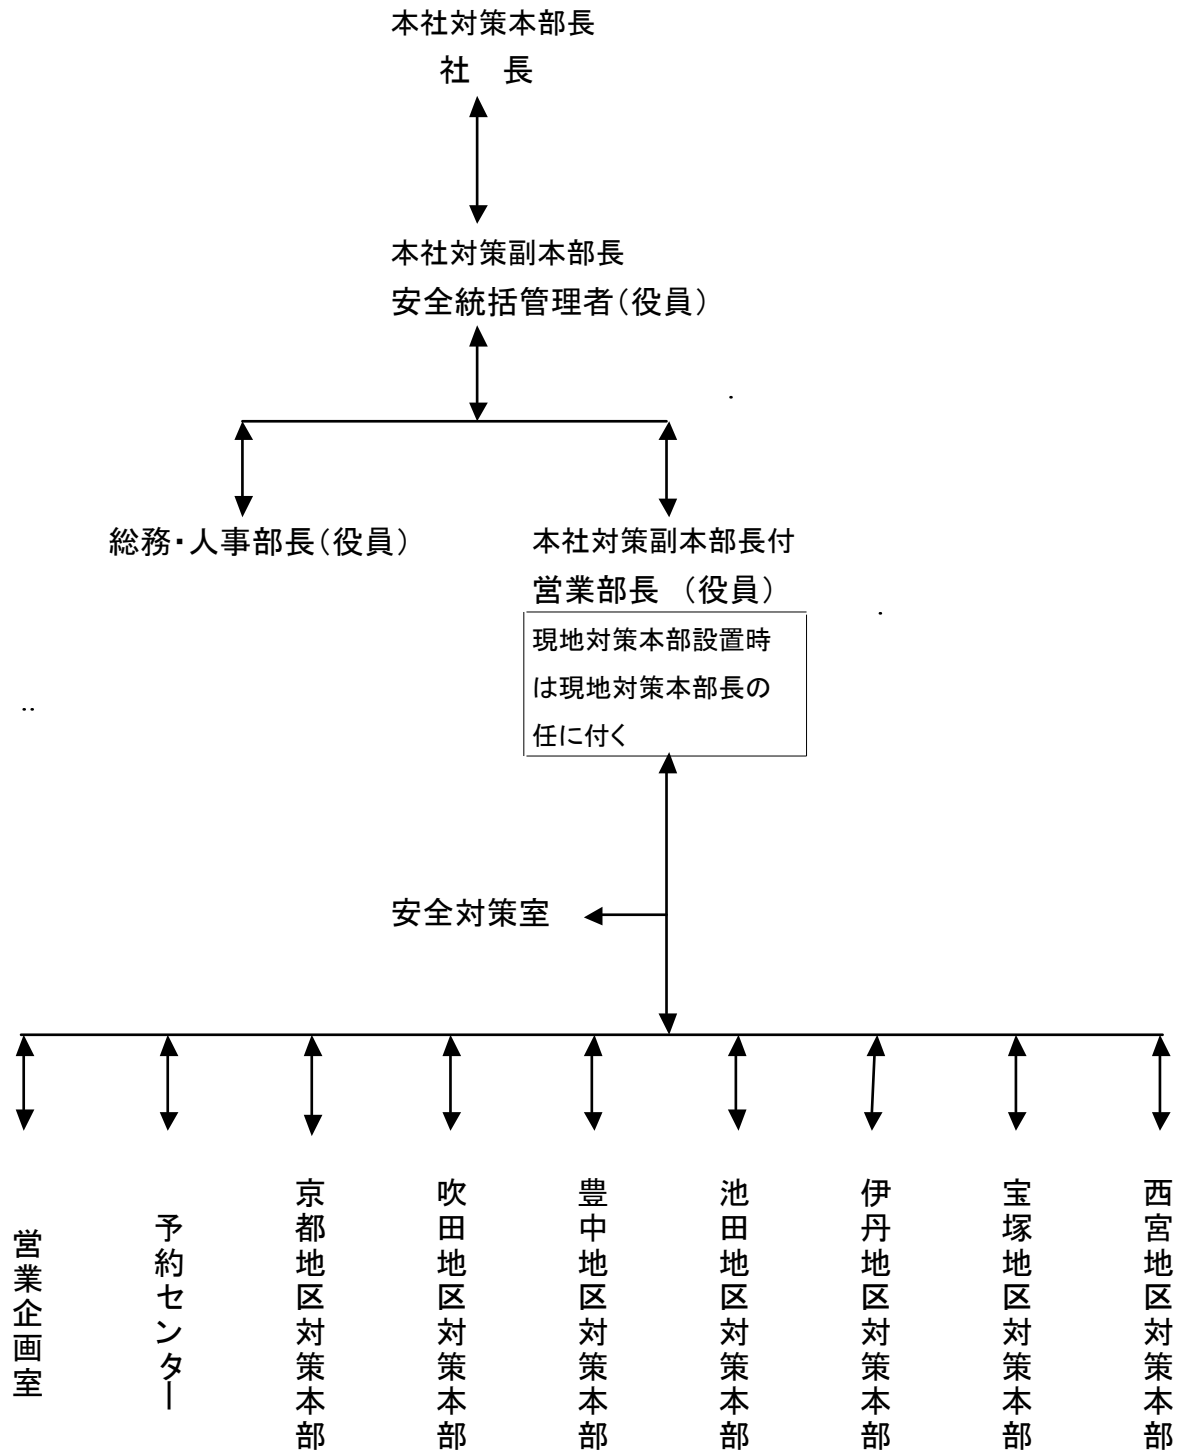 本社対策本部長
社　長
本社対策副本部長
安全統括管理者（役員）
総務・人事部長（役員）
本社対策副本部長付
営業部長　（役員）
現地対策本部設置時
は現地対策本部長の
任に付く
安全対策室
営業企画室
予約センター
京都地区対策本部
吹田地区対策本部
豊中地区対策本部
池田地区対策本部
伊丹地区対策本部
宝塚地区対策本部
西宮地区対策本部